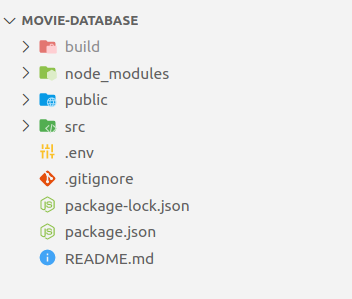 MOVIE-DATABASE
build
node_modules
public
src
.env
.gitignore
package-lock.json
package.json
README.md